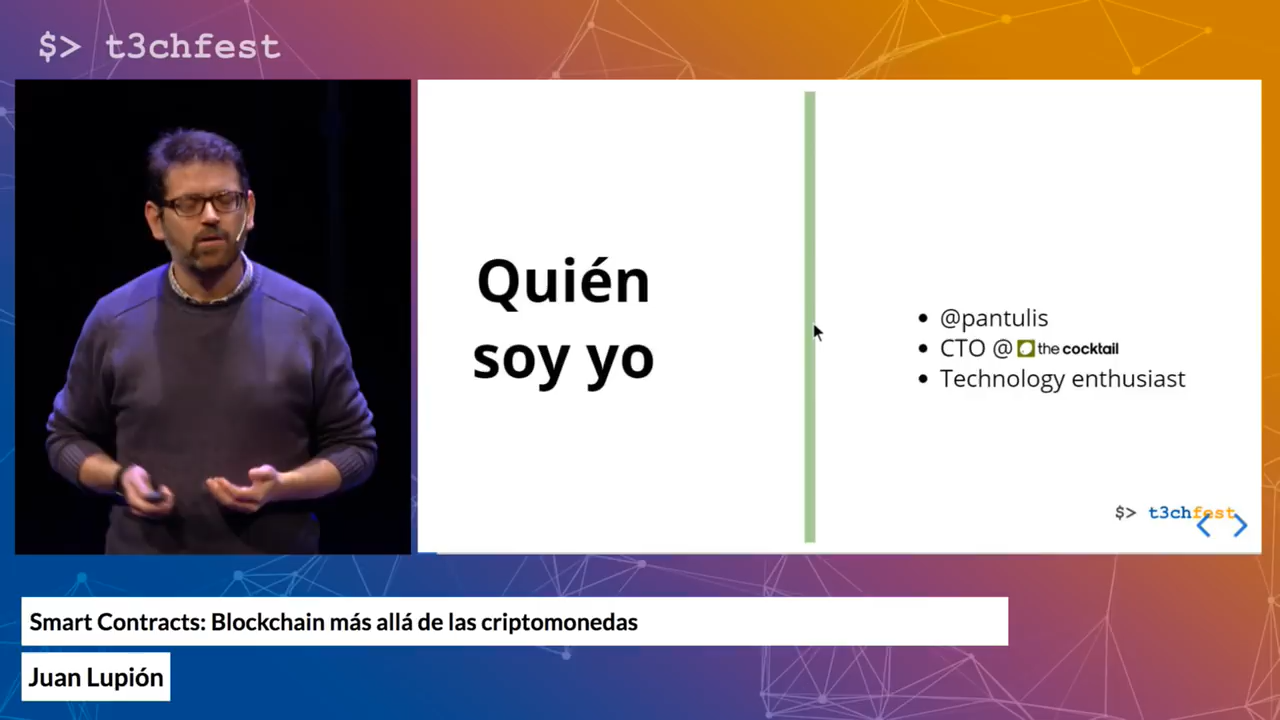 $> t3chfest
Quién
soy yo
@pantulis
CTO @ the cocktail
Technology enthusiast
$> t3chfest
Smart Contracts: Blockchain más allá de las criptomonedas
Juan Lupión